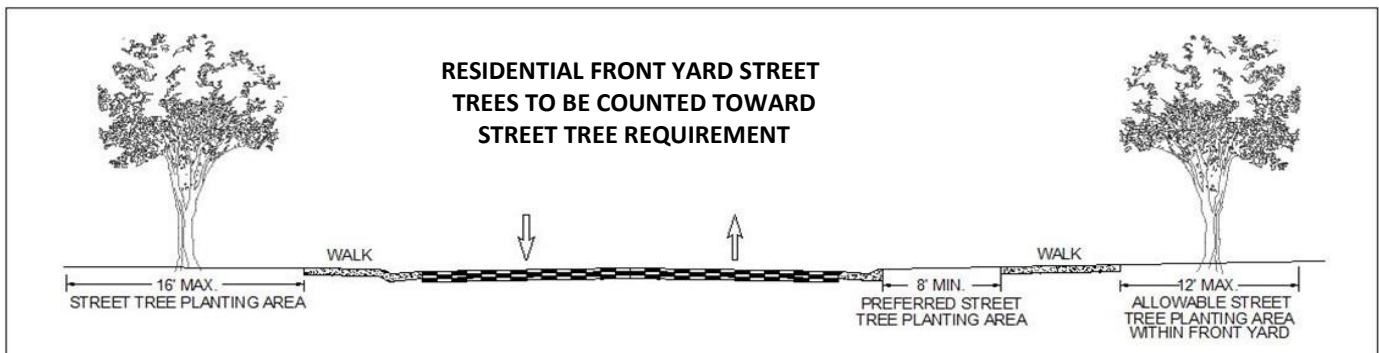 RESIDENTIAL FRONT YARD STREET
TREES TO BE COUNTED TOWARD
STREET TREE REQUIREMENT
WALK
WALK
16' MAX.
STREET TREE PLANTING AREA
8' MIN.
PREFERRED STREET
TREE PLANTING AREA
12' MAX.
ALLOWABLE STREET
TREE PLANTING AREA
WITHIN FRONT YARD